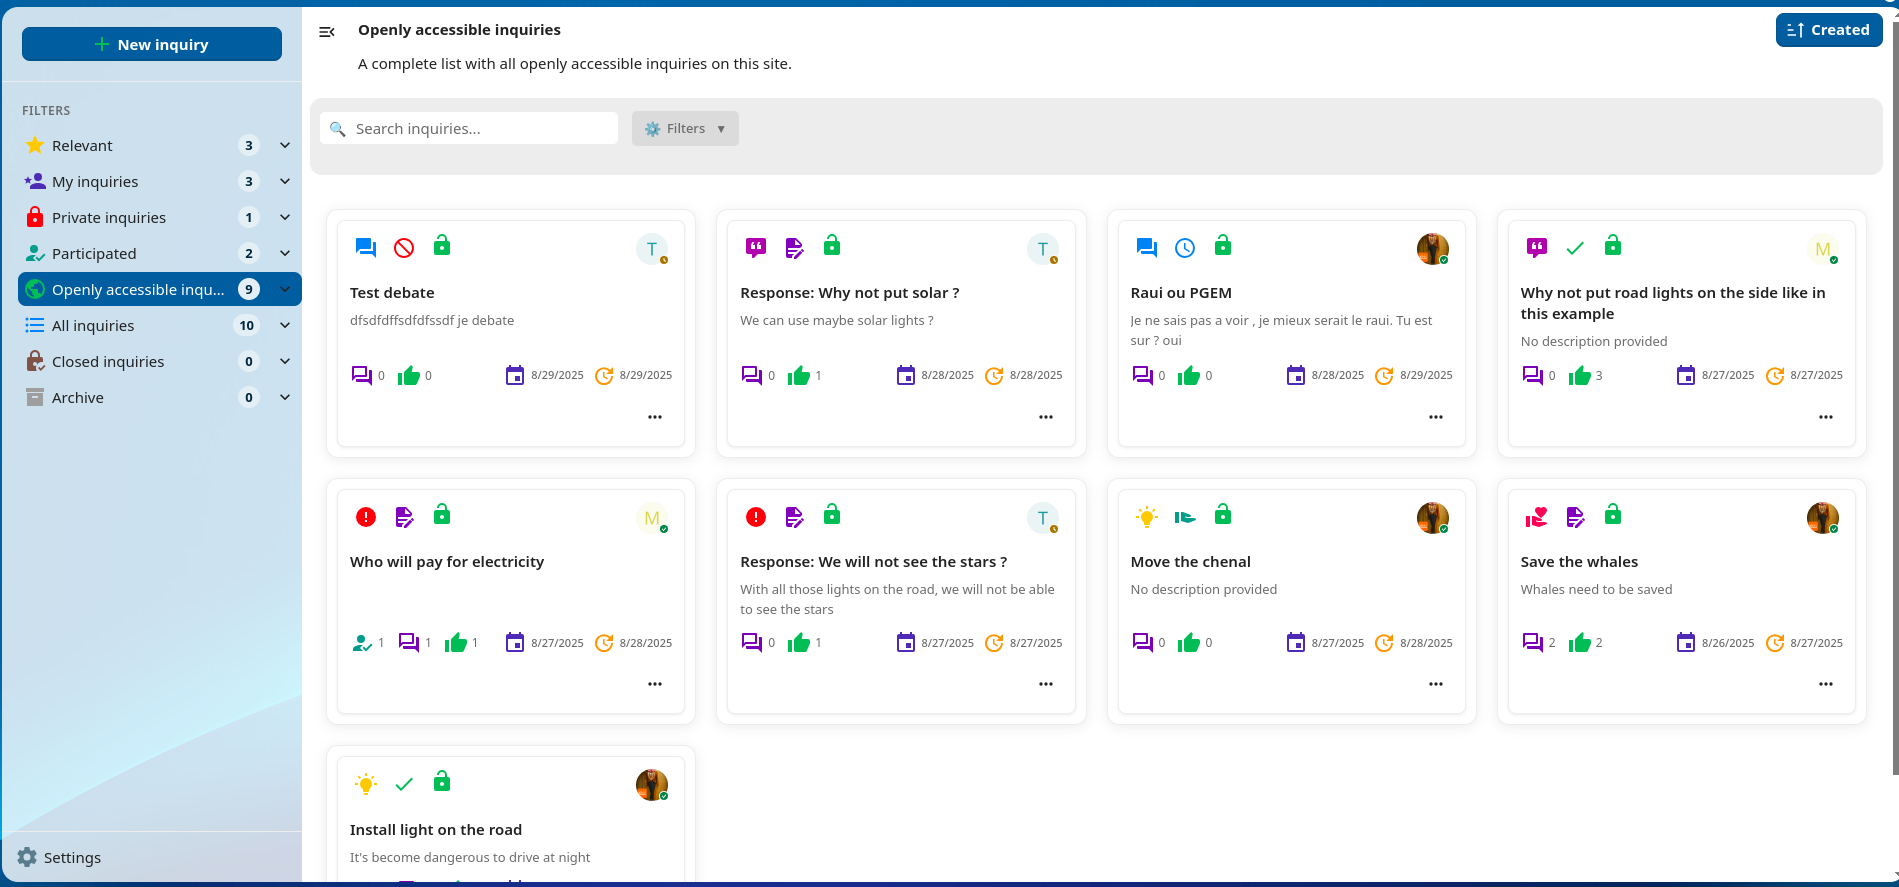 New inquiry
FILTERS
Relevant 3
My inquiries 3
Private inquiries 1
Participated 2
Openly accessible inqu... 9
All inquiries 10
Closed inquiries 0
Archive 0
Settings
Openly accessible inquiries
A complete list with all openly accessible inquiries on this site.
Created
Search inquiries...
Filters
T
Test debate
dfsdfdffsdfdfssdf je debate
0 0 8/29/2025 8/29/2025
T
Response: Why not put solar ?
We can use maybe solar lights ?
0 1 8/28/2025 8/28/2025
Raui ou PGEM
Je ne sais pas a voir , je mieux serait le raui. Tu est
sur ? oui
0 0 8/28/2025 8/29/2025
M
Why not put road lights on the side like in
this example
No description provided
0 3 8/27/2025 8/27/2025
M
Who will pay for electricity
1 1 1 8/27/2025 8/28/2025
T
Response: We will not see the stars ?
With all those lights on the road, we will not be able
to see the stars
0 1 8/27/2025 8/27/2025
Move the chenal
No description provided
0 0 8/27/2025 8/28/2025
Save the whales
Whales need to be saved
2 2 8/26/2025 8/27/2025
Install light on the road
It's become dangerous to drive at night